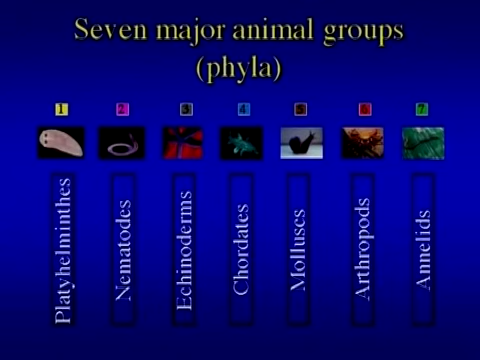 Seven major animal groups
(phyla)
1 2 3 4 5 6 7
Platyhelminthes
Nematodes
Echinoderms
Chordates
Molluscs
Arthropods
Annelids